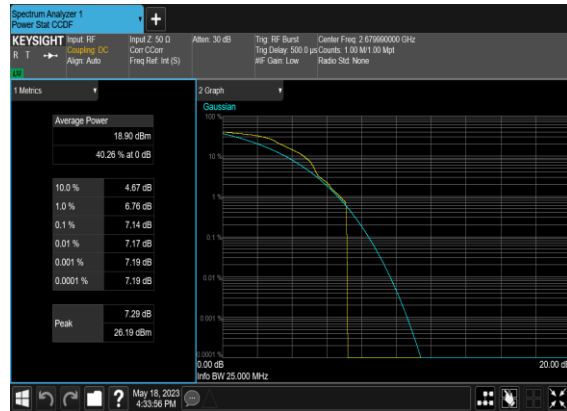 Spectrum Analyzer 1
Power Stat CCDF
KEYSIGHT
R T
LV
Input: RF
Coupling: DC
Align: Auto
Input Z: 50 Ω
Corr CCorr
Freq Ref: Int (S)
Atten: 30 dB
Trig: RF Burst
Trig Delay: 500.0 µs
#IF Gain: Low
Center Freq: 2.679990000 GHz
Counts: 1.00 M/1.00 Mpt
Radio Std: None
1 Metrics
Average Power
18.90 dBm
40.26 % at 0 dB
10.0 % 4.67 dB
1.0 % 6.76 dB
0.1 % 7.14 dB
0.01 % 7.17 dB
0.001 % 7.19 dB
0.0001 % 7.19 dB
Peak
7.29 dB
26.19 dBm
2 Graph
Gaussian
100 %
10 %
1 %
0.1 %
0.01 %
0.001 %
0.0001 %
0.00 dB
20.00 dB
Info BW 25.000 MHz
?
May 18, 2023
4:33:56 PM